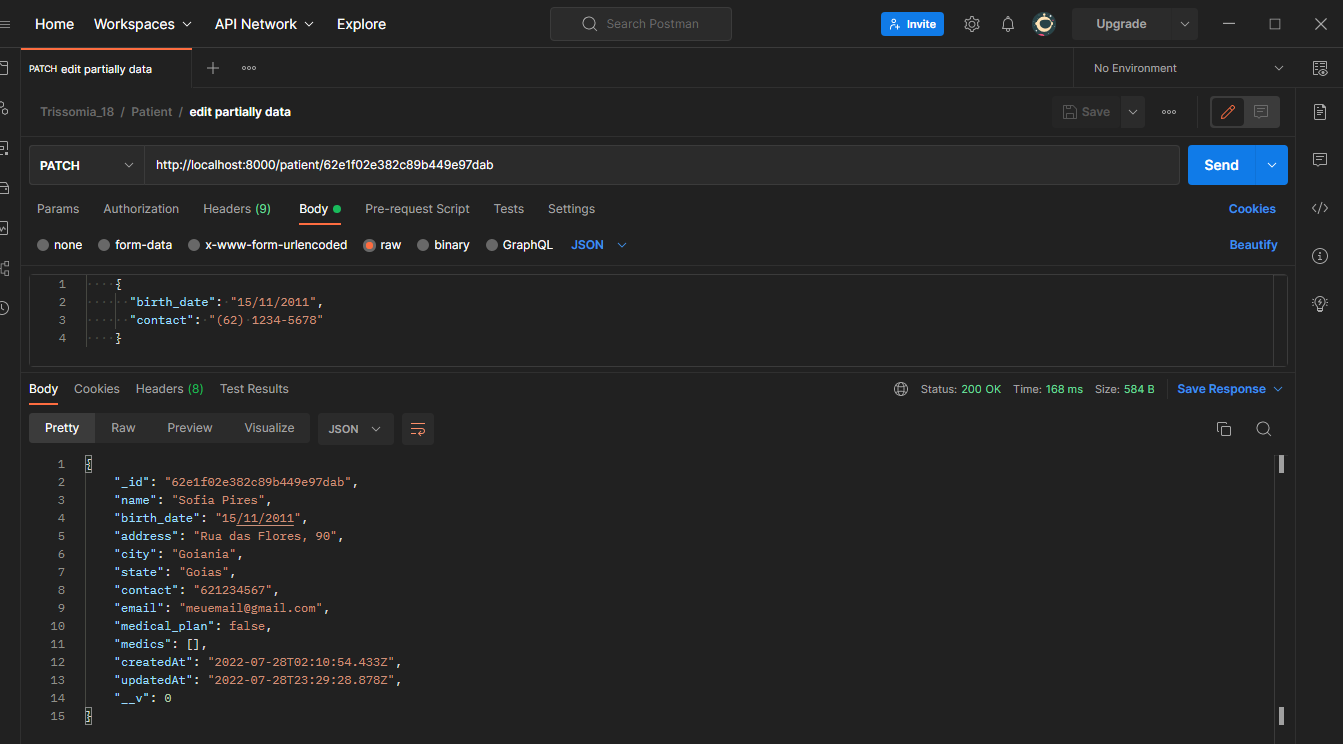 Home Workspaces API Network Explore Search Postman Invite Upgrade
PATCH edit partially data No Environment
Trissomia_18 / Patient / edit partially data Save
PATCH http://localhost:8000/patient/62e1f02e382c89b449e97dab Send
Params Authorization Headers (9) Body Pre-request Script Tests Settings Cookies
none form-data x-www-form-urlencoded raw binary GraphQL JSON Beautify
1 {
2 "birth_date": "15/11/2011",
3 "contact": "(62) 1234-5678"
4 }
Body Cookies Headers (8) Test Results Status: 200 OK Time: 168 ms Size: 584 B Save Response
Pretty Raw Preview Visualize JSON
1 {
2 "_id": "62e1f02e382c89b449e97dab",
3 "name": "Sofia Pires",
4 "birth_date": "15/11/2011",
5 "address": "Rua das Flores, 90",
6 "city": "Goiania",
7 "state": "Goias",
8 "contact": "621234567",
9 "email": "meuemail@gmail.com",
10 "medical_plan": false,
11 "medics": [],
12 "createdAt": "2022-07-28T02:10:54.433Z",
13 "updatedAt": "2022-07-28T23:29:28.878Z",
14 "__v": 0
15 }